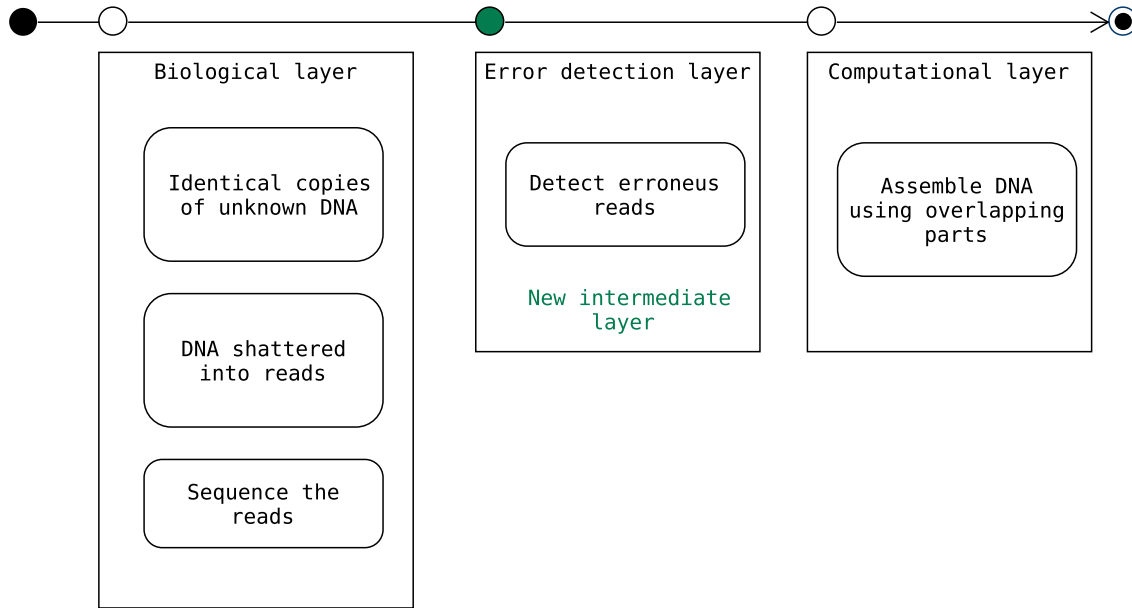 Biological layer
Identical copies
of unknown DNA
DNA shattered
into reads
Sequence the
reads
Error detection layer
Detect erroneus
reads
New intermediate
layer
Computational layer
Assemble DNA
using overlapping
parts